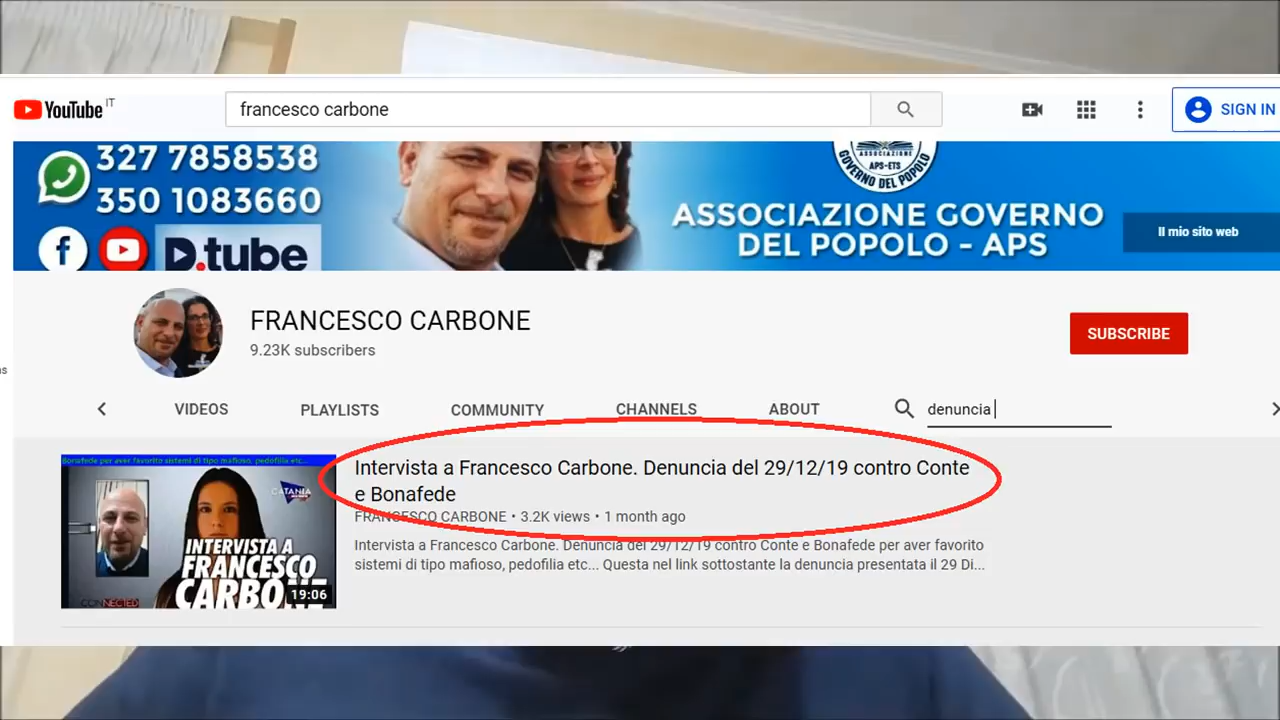 YouTube IT
francesco carbone
SIGN IN
327 7858538
350 1083660
D.tube
ASSOCIAZIONE
APS-ETS
GOVERNO DEL POPOLO
ASSOCIAZIONE GOVERNO
DEL POPOLO - APS
Il mio sito web
FRANCESCO CARBONE
9.23K subscribers
SUBSCRIBE
VIDEOS
PLAYLISTS
COMMUNITY
CHANNELS
ABOUT
denuncia
Bonafede per aver favorito sistemi di tipo mafioso, pedofilia etc...
CATANIA
INTERVISTA A
FRANCESCO
CARBONE
CONNECTED
19:06
Intervista a Francesco Carbone. Denuncia del 29/12/19 contro Conte
e Bonafede
FRANCESCO CARBONE • 3.2K views • 1 month ago
Intervista a Francesco Carbone. Denuncia del 29/12/19 contro Conte e Bonafede per aver favorito
sistemi di tipo mafioso, pedofilia etc... Questa nel link sottostante la denuncia presentata il 29 Di...